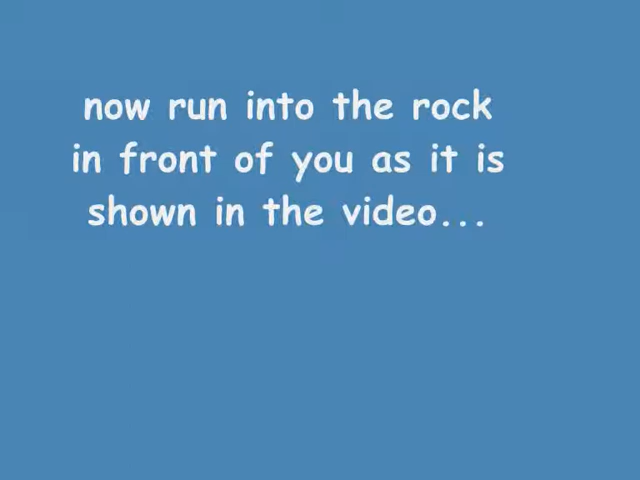 now run into the rock
in front of you as it is
shown in the video...